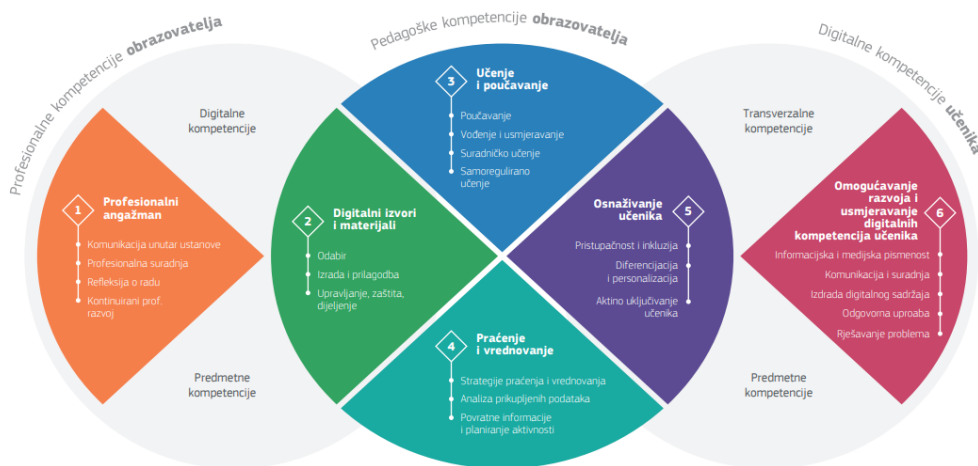 Profesionalne kompetencije obrazovatelja
Pedagoške kompetencije obrazovatelja
Digitalne kompetencije učenika
Digitalne
kompetencije
1
Profesionalni
angažman
Komunikacija unutar ustanove
Profesionalna suradnja
Refleksija o radu
Kontinuirani prof.
razvoj
Predmetne
kompetencije
2
Digitalni izvori
i materijali
Odabir
Izrada i prilagodba
Upravljanje, zaštita,
dijeljenje
3
Učenje
i poučavanje
Poučavanje
Vođenje i usmjeravanje
Suradničko učenje
Samoregulirano
učenje
4
Praćenje
i vrednovanje
Strategije praćenja i vrednovanja
Analiza prikupljenih podataka
Povratne informacije
i planiranje aktivnosti
Osnaživanje
učenika
5
Pristupačnost i inkluzija
Diferencijacija
i personalizacija
Aktino uključivanje
učenika
Transverzalne
kompetencije
Omogućavanje
razvoja i
usmjeravanje
digitalnih
kompetencija učenika
6
Informacijska i medijska pismenost
Komunikacija i suradnja
Izdrada digitalnog sadržaja
Odgovorna uproaba
Rješavanje problema
Predmetne
kompetencije